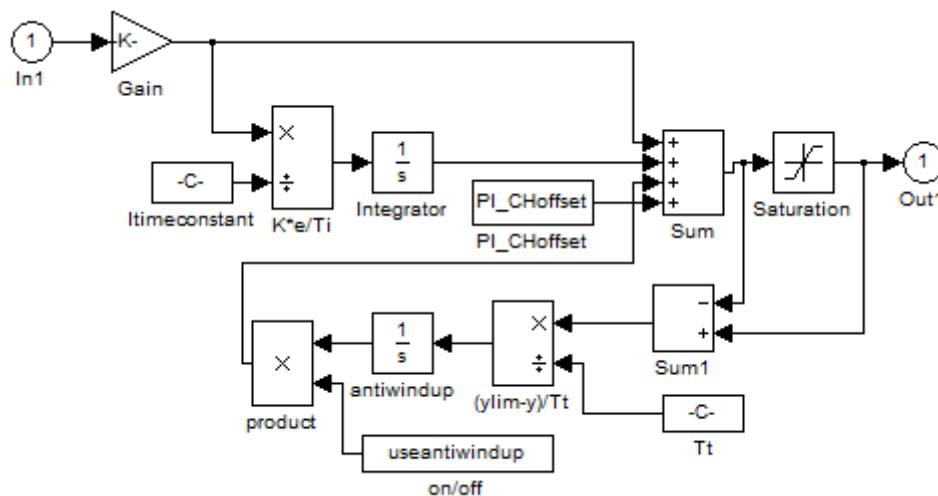 1
In1
K-
Gain
×
÷
K*e/Ti
-C-
Itimeconstant
1
s
Integrator
PI_CHoffset
PI_CHoffset
+
+
+
+
Sum
Saturation
1
Out1
−
+
Sum1
×
÷
(ylim-y)/Tt
1
s
antiwindup
×
product
-C-
Tt
useantiwindup
on/off